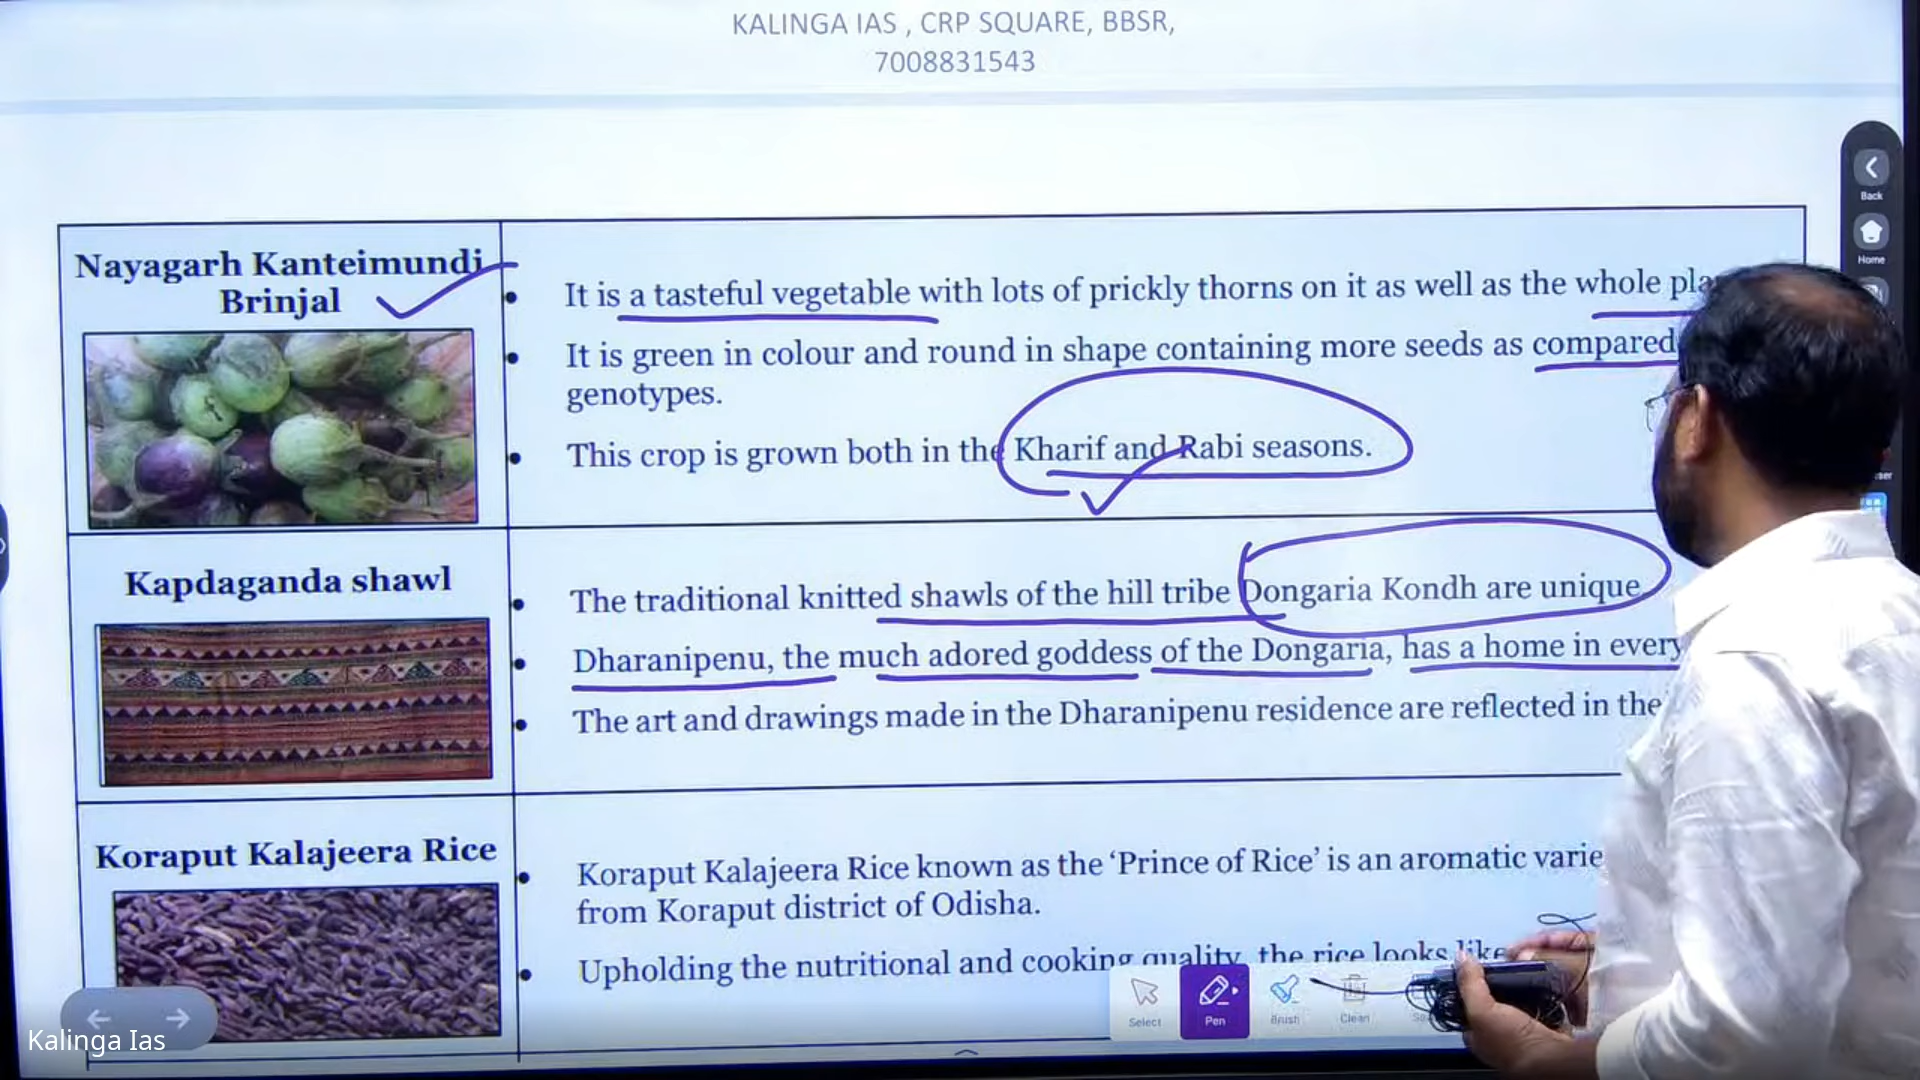 KALINGA IAS , CRP SQUARE, BBSR,
7008831543
Back
Home
Nayagarh Kanteimundi
Brinjal
It is a tasteful vegetable with lots of prickly thorns on it as well as the whole
It is green in colour and round in shape containing more seeds as compared
genotypes.
This crop is grown both in the Kharif and Rabi seasons.
Kapdaganda shawl
The traditional knitted shawls of the hill tribe Dongaria Kondh are unique
Dharanipenu, the much adored goddess of the Dongaria, has a home in every
The art and drawings made in the Dharanipenu residence are reflected in the
Koraput Kalajeera Rice
Koraput Kalajeera Rice known as the ‘Prince of Rice’ is an aromatic
from Koraput district of Odisha.
Upholding the nutritional and cooking quality, the rice looks like
Select
Pen
Brush
Clean
Kalinga Ias